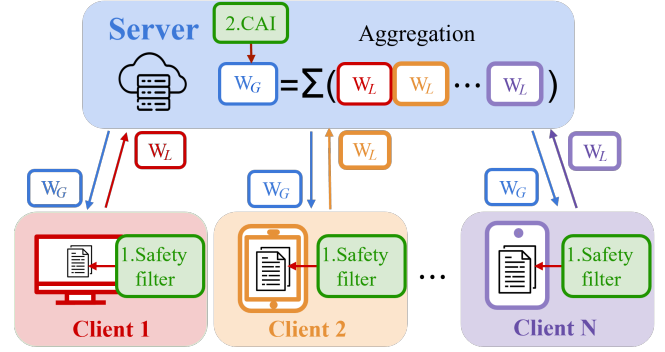 Server
2.CAI
Aggregation
W_G=Σ(W_L W_L ... W_L)
W_G W_L W_G W_L W_G W_L
1.Safety
filter
1.Safety
filter
...
1.Safety
filter
Client 1
Client 2
Client N